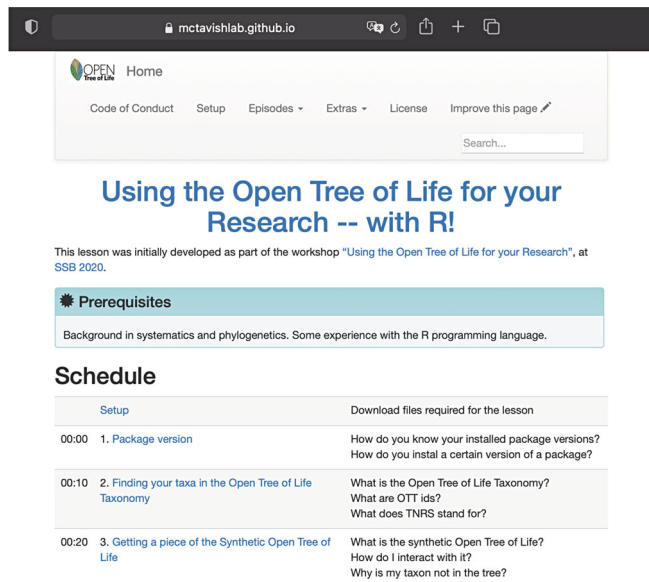 mctavishlab.github.io
OPEN
Tree of Life
Home
Code of Conduct Setup Episodes Extras License Improve this page
Search...
Using the Open Tree of Life for your
Research -- with R!
This lesson was initially developed as part of the workshop “Using the Open Tree of Life for your Research”, at
SSB 2020.
Prerequisites
Background in systematics and phylogenetics. Some experience with the R programming language.
Schedule
Setup Download files required for the lesson
00:00 1. Package version How do you know your installed package versions?
How do you instal a certain version of a package?
00:10 2. Finding your taxa in the Open Tree of Life What is the Open Tree of Life Taxonomy?
Taxonomy What are OTT ids?
What does TNRS stand for?
00:20 3. Getting a piece of the Synthetic Open Tree of What is the synthetic Open Tree of Life?
Life How do I interact with it?
Why is my taxon not in the tree?